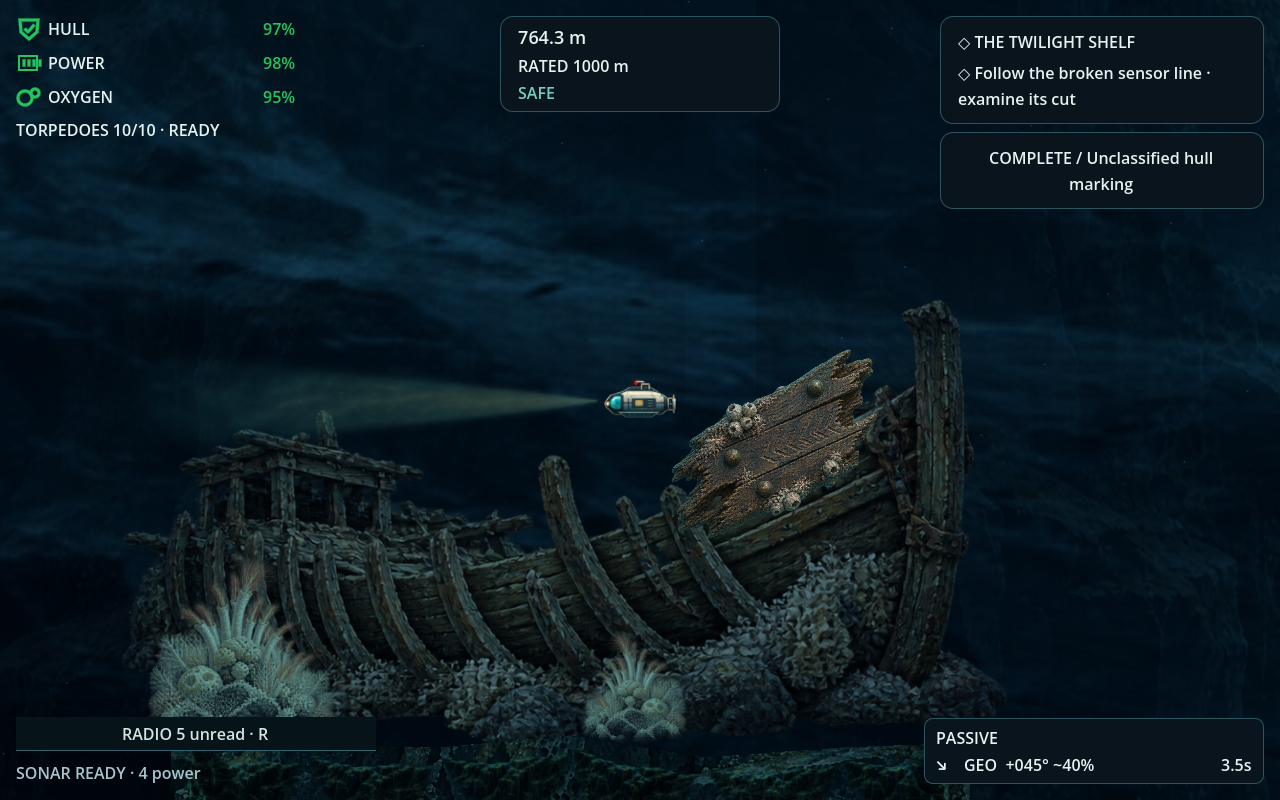 HULL 97%
POWER 98%
OXYGEN 95%
TORPEDOES 10/10 · READY
764.3 m
RATED 1000 m
SAFE
◇ THE TWILIGHT SHELF
◇ Follow the broken sensor line ·
examine its cut
COMPLETE / Unclassified hull
marking
RADIO 5 unread · R
SONAR READY · 4 power
PASSIVE
↘ GEO +045° ~40% 3.5s